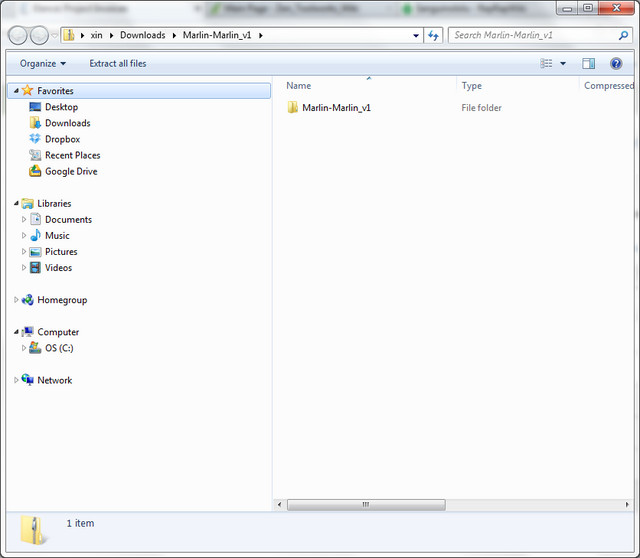 xin Downloads Marlin-Marlin_v1
Search Marlin-Marlin_v1
Organize Extract all files
Name Type Compressed
Favorites
Marlin-Marlin_v1 File folder
Desktop
Downloads
Dropbox
Recent Places
Google Drive
Libraries
Documents
Music
Pictures
Videos
Homegroup
Computer
OS (C:)
Network
1 item